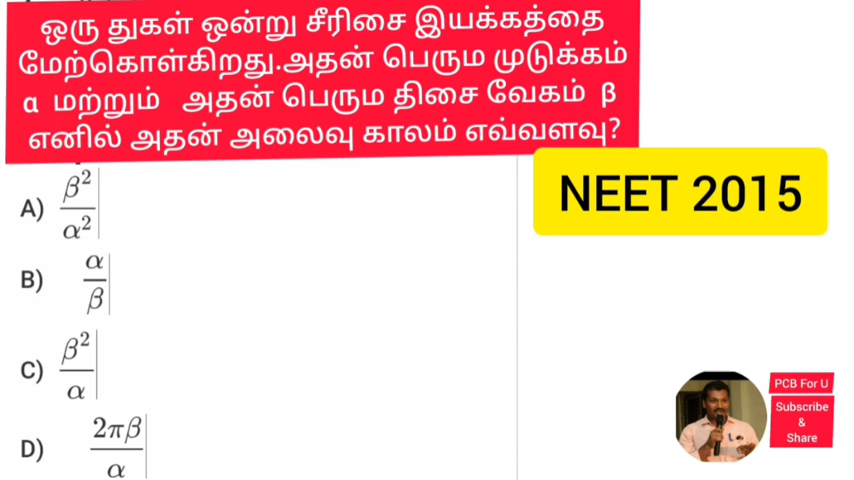 ஒரு துகள் ஒன்று சீரிசை இயக்கத்தை
மேற்கொள்கிறது.அதன் பெரும முடுக்கம்
α மற்றும் அதன் பெரும திசை வேகம் β
எனில் அதன் அலைவு காலம் எவ்வளவு?
NEET 2015
A) β²/α²
B) α/β
C) β²/α
D) 2πβ/α
PCB For U
Subscribe
&
Share